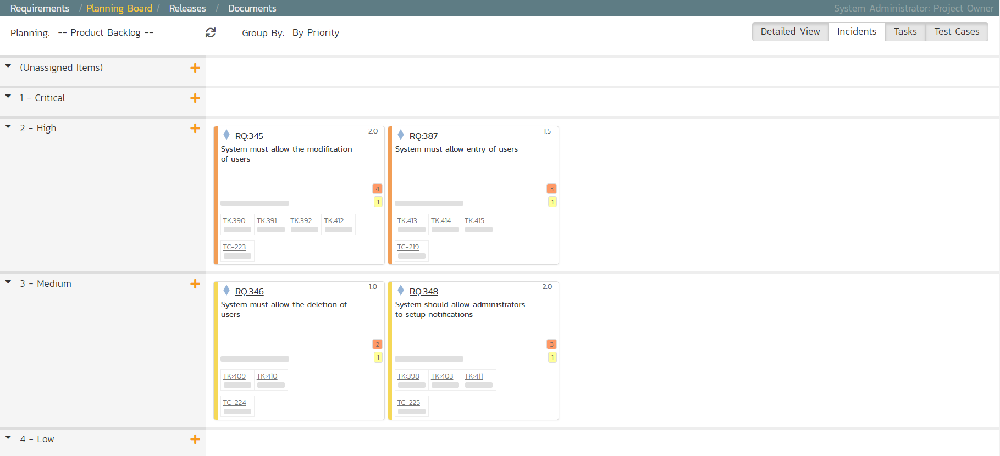 Requirements / Planning Board / Releases / Documents
System Administrator: Project Owner
Planning: -- Product Backlog --
Group By: By Priority
Detailed View Incidents Tasks Test Cases
(Unassigned Items)
1 - Critical
2 - High
RQ:345 2.0
System must allow the modification
of users
4
1
TK:390 TK:391 TK:392 TK:412
TC-223
RQ:387 1.5
System must allow entry of users
3
1
TK:413 TK:414 TK:415
TC-219
3 - Medium
RQ:346 1.0
System must allow the deletion of
users
2
1
TK:409 TK:410
TC-224
RQ:348 2.0
System should allow administrators
to setup notifications
3
1
TK:398 TK:403 TK:411
TC-225
4 - Low